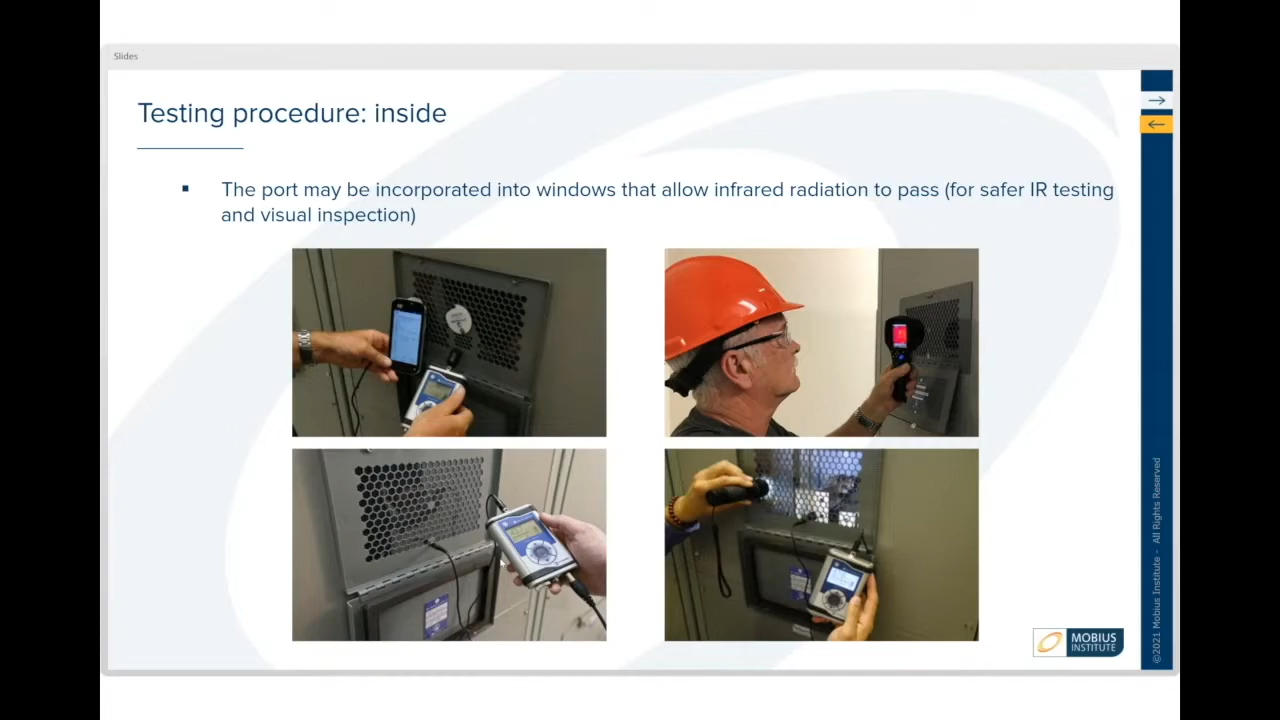 Slides
Testing procedure: inside
The port may be incorporated into windows that allow infrared radiation to pass (for safer IR testing
and visual inspection)
MOBIUS
INSTITUTE
©2021 Mobius Institute - All Rights Reserved